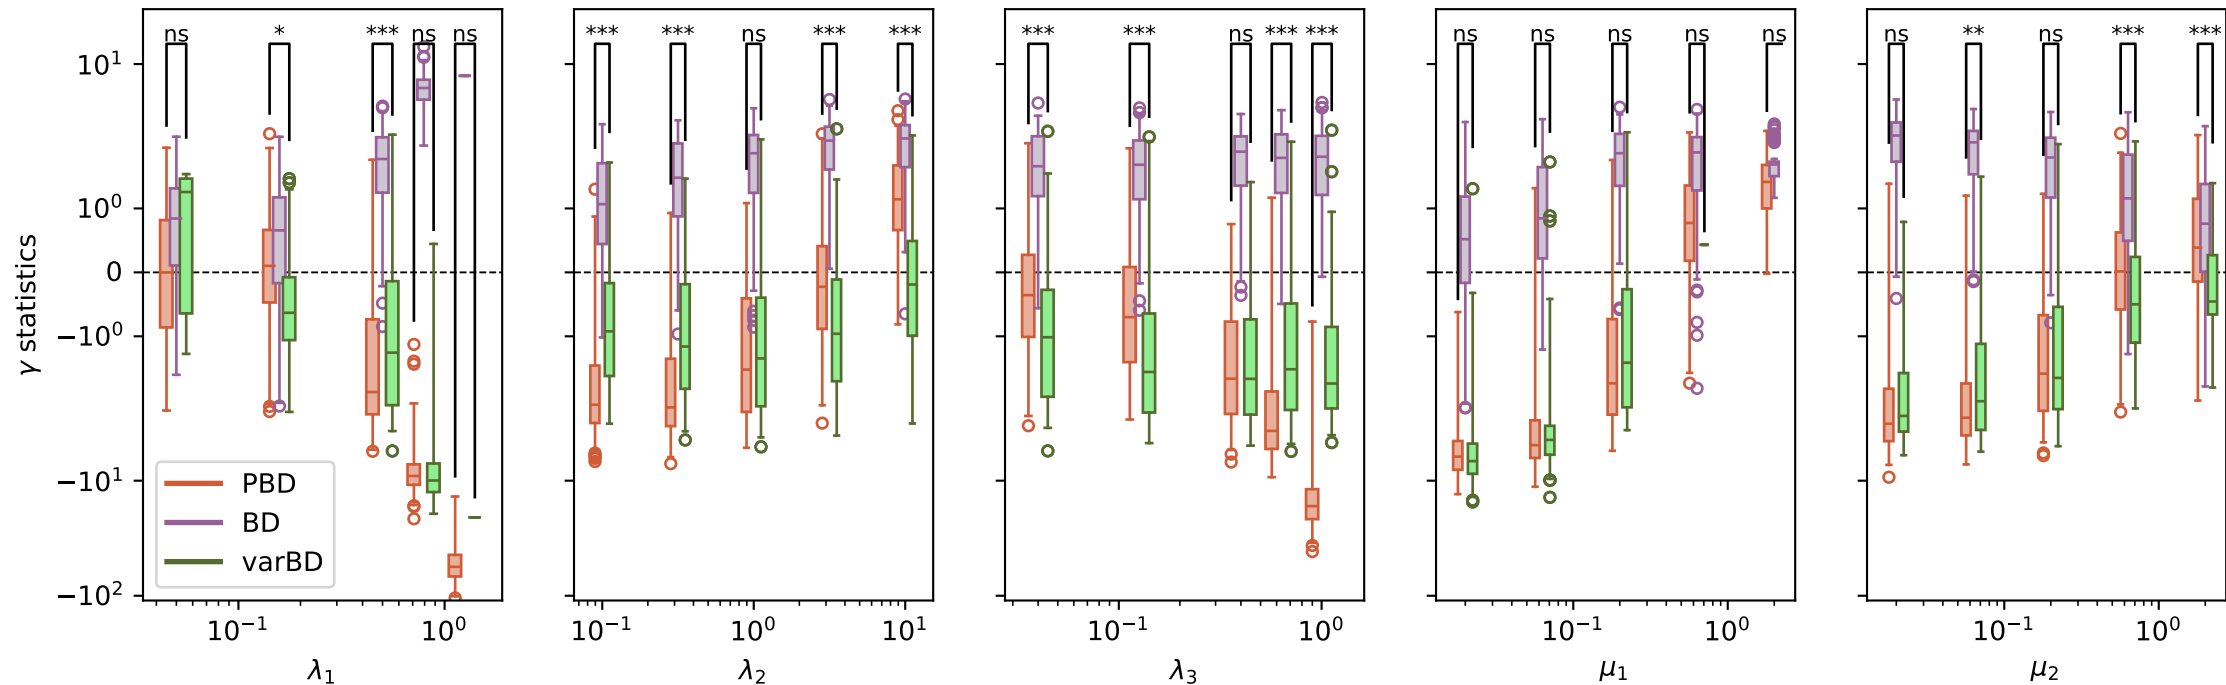 ns * *** ns ns
*** *** ns *** ***
*** *** ns *** ***
ns ns ns ns ns
ns ** ns *** ***
10¹
10⁰
0
−10⁰
−10¹
−10²
γ statistics
PBD
BD
varBD
10⁻¹ 10⁰
λ₁
10⁻¹ 10⁰ 10¹
λ₂
10⁻¹ 10⁰
λ₃
10⁻¹ 10⁰
μ₁
10⁻¹ 10⁰
μ₂